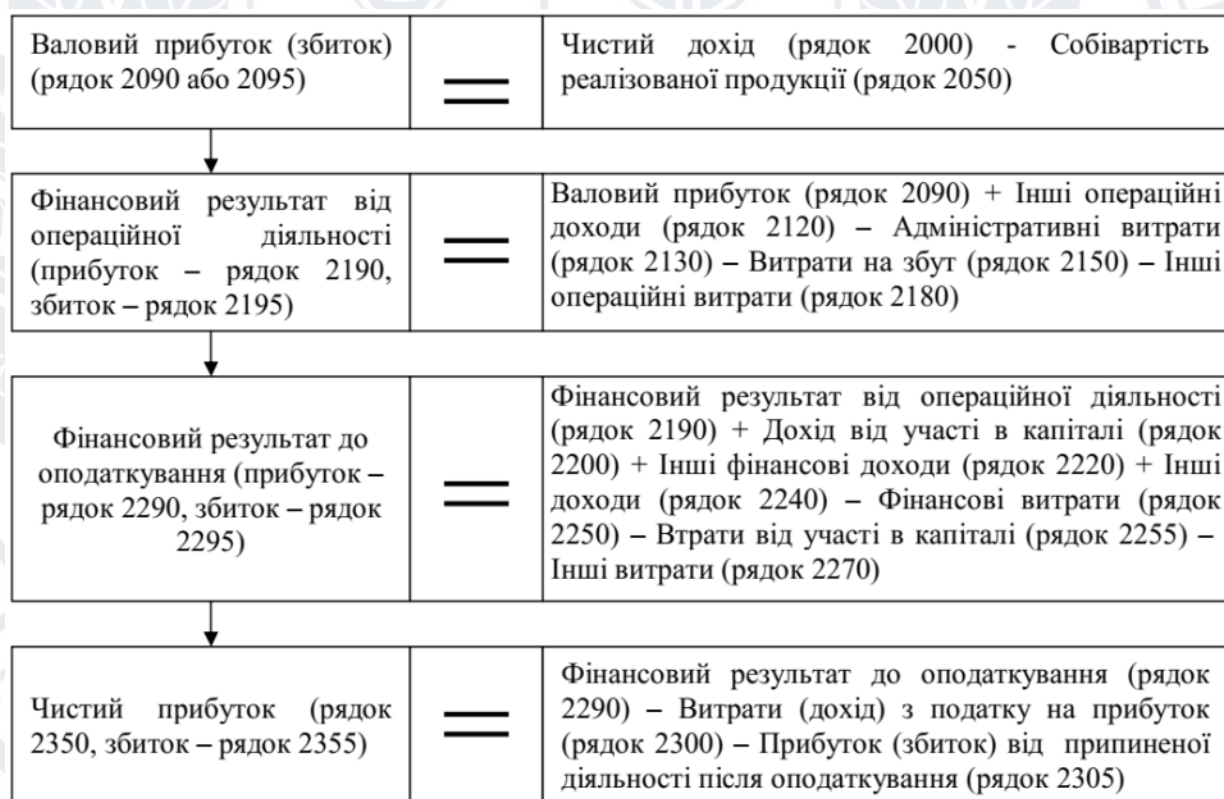 Валовий прибуток (збиток)
(рядок 2090 або 2095)
=
Чистий дохід (рядок 2000) - Собівартість
реалізованої продукції (рядок 2050)
Фінансовий результат від
операційної діяльності
(прибуток – рядок 2190,
збиток – рядок 2195)
=
Валовий прибуток (рядок 2090) + Інші операційні
доходи (рядок 2120) – Адміністративні витрати
(рядок 2130) – Витрати на збут (рядок 2150) – Інші
операційні витрати (рядок 2180)
Фінансовий результат до
оподаткування (прибуток –
рядок 2290, збиток – рядок
2295)
=
Фінансовий результат від операційної діяльності
(рядок 2190) + Дохід від участі в капіталі (рядок
2200) + Інші фінансові доходи (рядок 2220) + Інші
доходи (рядок 2240) – Фінансові витрати (рядок
2250) – Втрати від участі в капіталі (рядок 2255) –
Інші витрати (рядок 2270)
Чистий прибуток (рядок
2350, збиток – рядок 2355)
=
Фінансовий результат до оподаткування (рядок
2290) – Витрати (дохід) з податку на прибуток
(рядок 2300) – Прибуток (збиток) від припиненої
діяльності після оподаткування (рядок 2305)